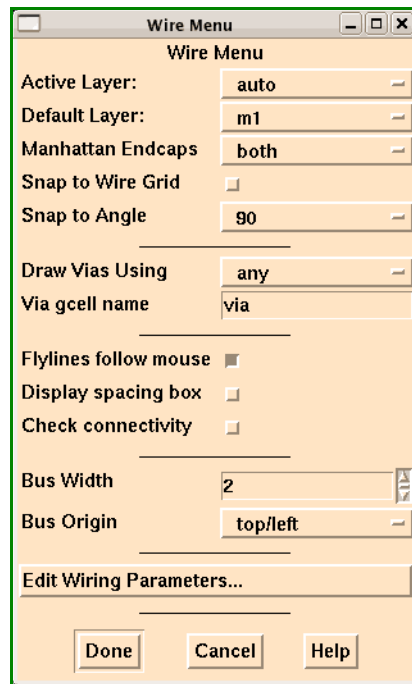 Wire Menu
Wire Menu
Active Layer: auto
Default Layer: m1
Manhattan Endcaps both
Snap to Wire Grid
Snap to Angle 90
Draw Vias Using any
Via gcell name via
Flylines follow mouse
Display spacing box
Check connectivity
Bus Width 2
Bus Origin top/left
Edit Wiring Parameters...
Done Cancel Help